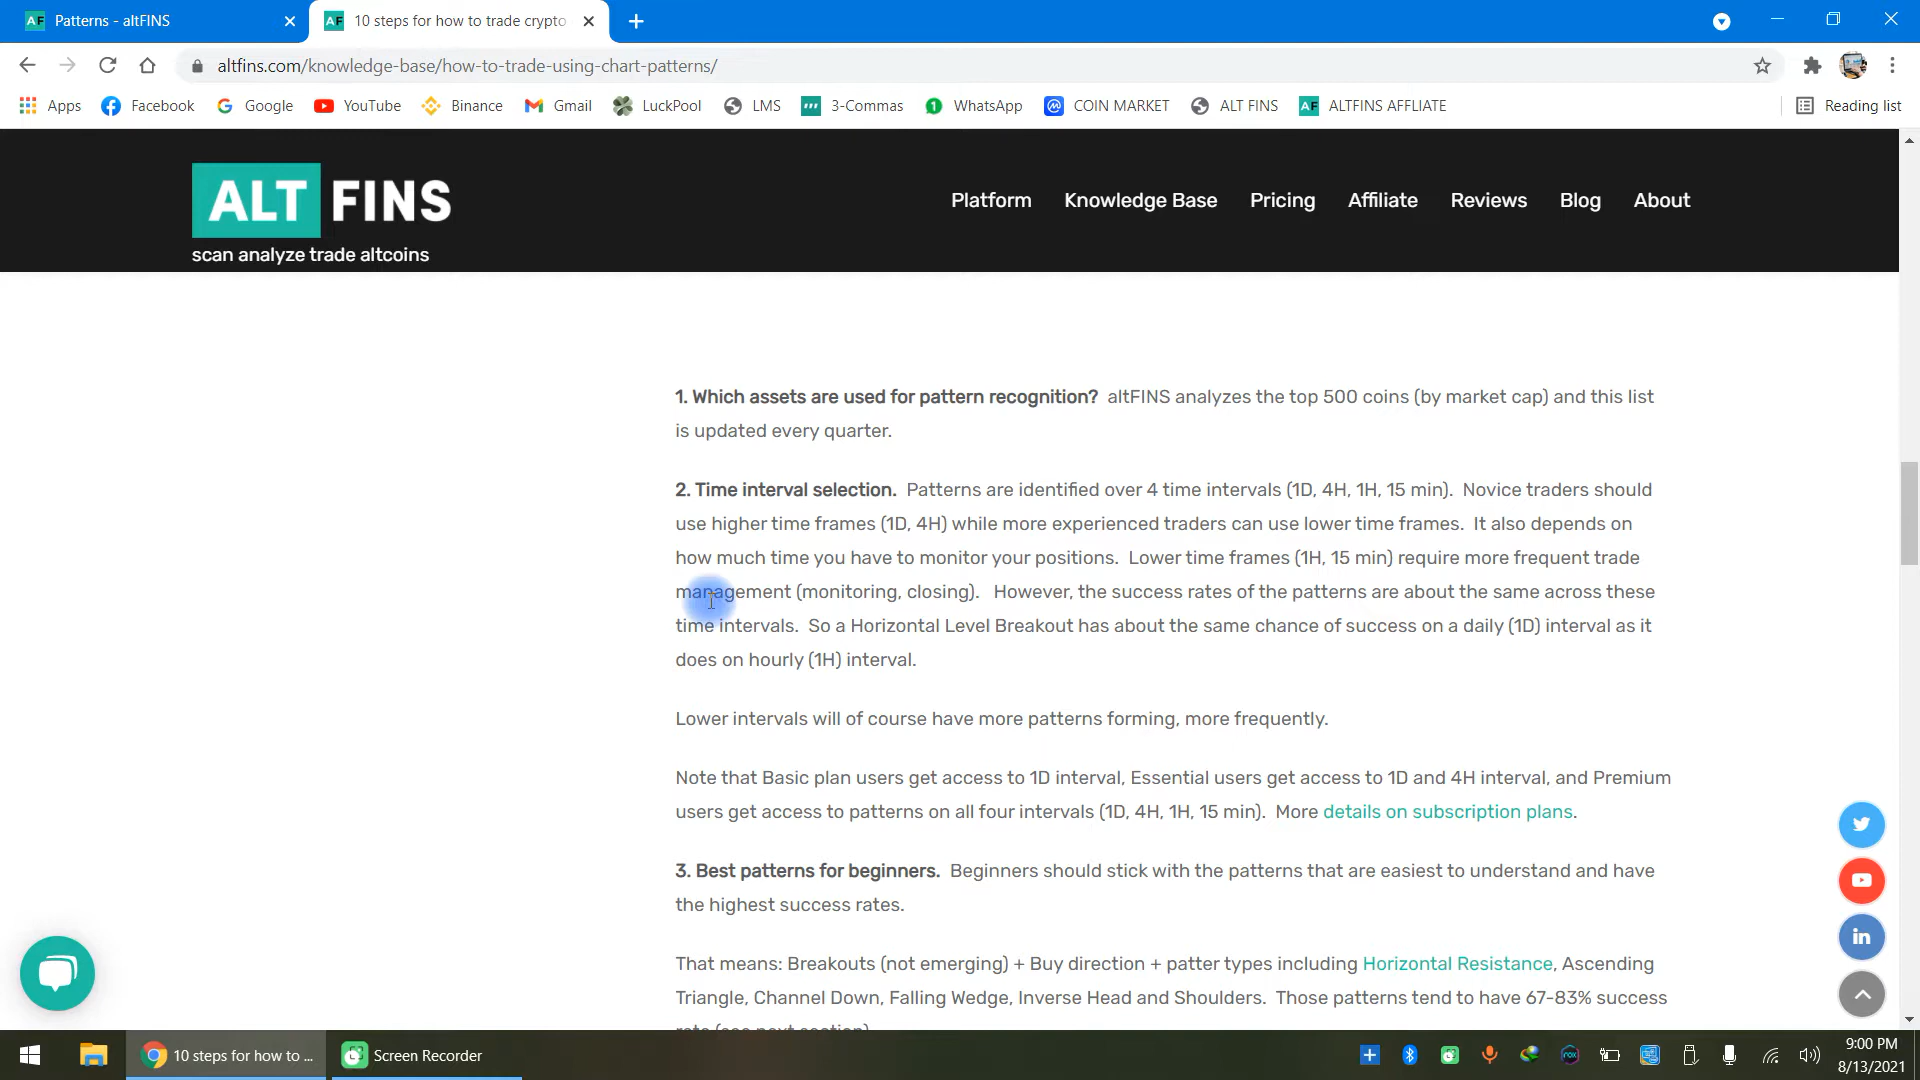 AF Patterns - altFINS
AF 10 steps for how to trade crypto
altfins.com/knowledge-base/how-to-trade-using-chart-patterns/
Apps Facebook Google YouTube Binance Gmail LuckPool LMS 3-Commas 1 WhatsApp COIN MARKET ALT FINS AF ALTFINS AFFLIATE Reading list
ALT FINS
scan analyze trade altcoins
Platform Knowledge Base Pricing Affiliate Reviews Blog About
1. Which assets are used for pattern recognition? altFINS analyzes the top 500 coins (by market cap) and this list
is updated every quarter.
2. Time interval selection. Patterns are identified over 4 time intervals (1D, 4H, 1H, 15 min). Novice traders should
use higher time frames (1D, 4H) while more experienced traders can use lower time frames. It also depends on
how much time you have to monitor your positions. Lower time frames (1H, 15 min) require more frequent trade
management (monitoring, closing). However, the success rates of the patterns are about the same across these
time intervals. So a Horizontal Level Breakout has about the same chance of success on a daily (1D) interval as it
does on hourly (1H) interval.
Lower intervals will of course have more patterns forming, more frequently.
Note that Basic plan users get access to 1D interval, Essential users get access to 1D and 4H interval, and Premium
users get access to patterns on all four intervals (1D, 4H, 1H, 15 min). More details on subscription plans.
3. Best patterns for beginners. Beginners should stick with the patterns that are easiest to understand and have
the highest success rates.
That means: Breakouts (not emerging) + Buy direction + patter types including Horizontal Resistance, Ascending
Triangle, Channel Down, Falling Wedge, Inverse Head and Shoulders. Those patterns tend to have 67-83% success
rate (see next section)
10 steps for how to ...
Screen Recorder
9:00 PM
8/13/2021